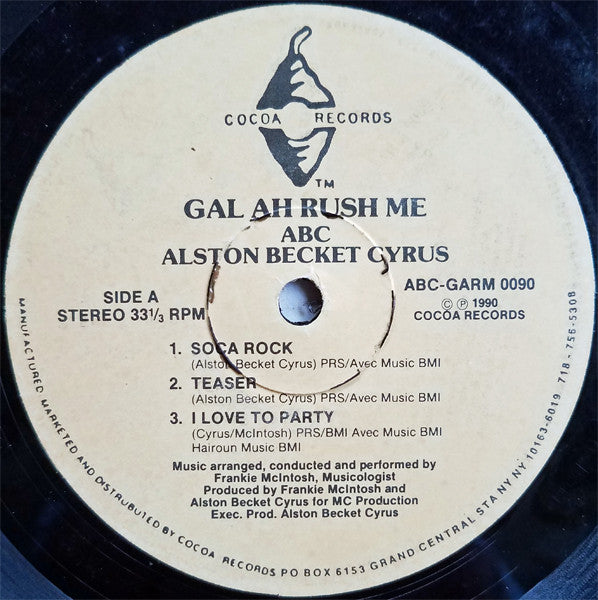 COCOA RECORDS
TM
GAL AH RUSH ME
ABC
ALSTON BECKET CYRUS
SIDE A
STEREO 33⅓ RPM
ABC-GARM 0090
© ℗ 1990
COCOA RECORDS
1. SOCA ROCK
(Alston Becket Cyrus) PRS/Avec Music BMI
2. TEASER
(Alston Becket Cyrus) PRS/Avec Music BMI
3. I LOVE TO PARTY
(Cyrus/McIntosh) PRS/BMI Avec Music BMI
Hairoun Music BMI
Music arranged, conducted and performed by
Frankie McIntosh, Musicologist
Produced by Frankie McIntosh and
Alston Becket Cyrus for MC Production
Exec. Prod. Alston Becket Cyrus
MANUFACTURED MARKETED AND DISTRUBUTED BY COCOA RECORDS PO BOX 6153 GRAND CENTRAL STA NY NY 10163-6019 718 - 756-5308